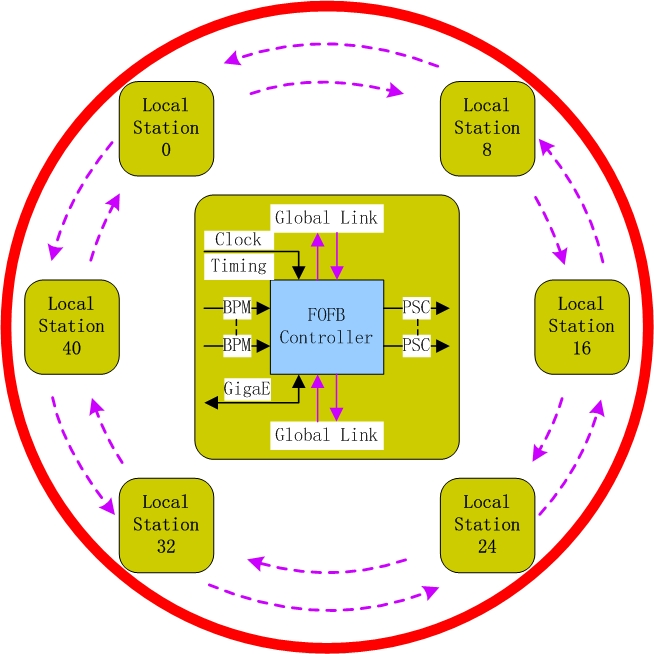 Local
Station
0
Local
Station
8
Global Link
Clock
Timing
BPM
FOFB
Controller
PSC
BPM
PSC
GigaE
Global Link
Local
Station
40
Local
Station
16
Local
Station
32
Local
Station
24